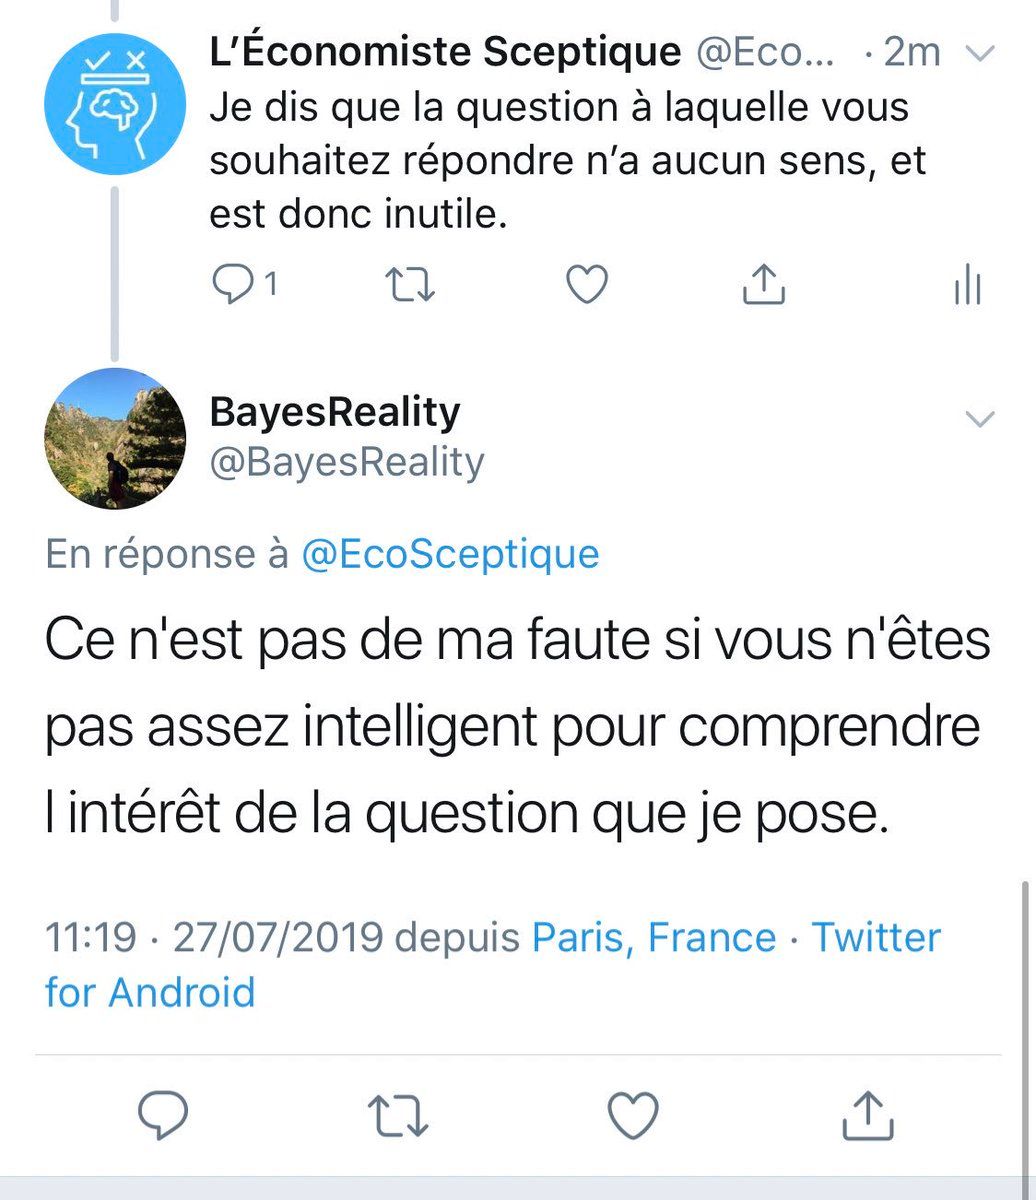 L’Économiste Sceptique @Eco... · 2m
Je dis que la question à laquelle vous
souhaitez répondre n’a aucun sens, et
est donc inutile.
1
BayesReality
@BayesReality
En réponse à @EcoSceptique
Ce n'est pas de ma faute si vous n'êtes
pas assez intelligent pour comprendre
l intérêt de la question que je pose.
11:19 · 27/07/2019 depuis Paris, France · Twitter
for Android